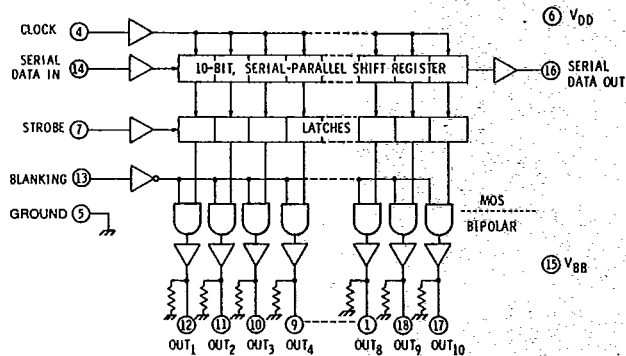 CLOCK 4
6 VDD
SERIAL DATA IN 14
10-BIT, SERIAL-PARALLEL SHIFT REGISTER
16 SERIAL DATA OUT
STROBE 7
LATCHES
BLANKING 13
MOS
GROUND 5
BIPOLAR
15 VBB
12 11 10 9 1 18 17
OUT1 OUT2 OUT3 OUT4 OUT8 OUT9 OUT10